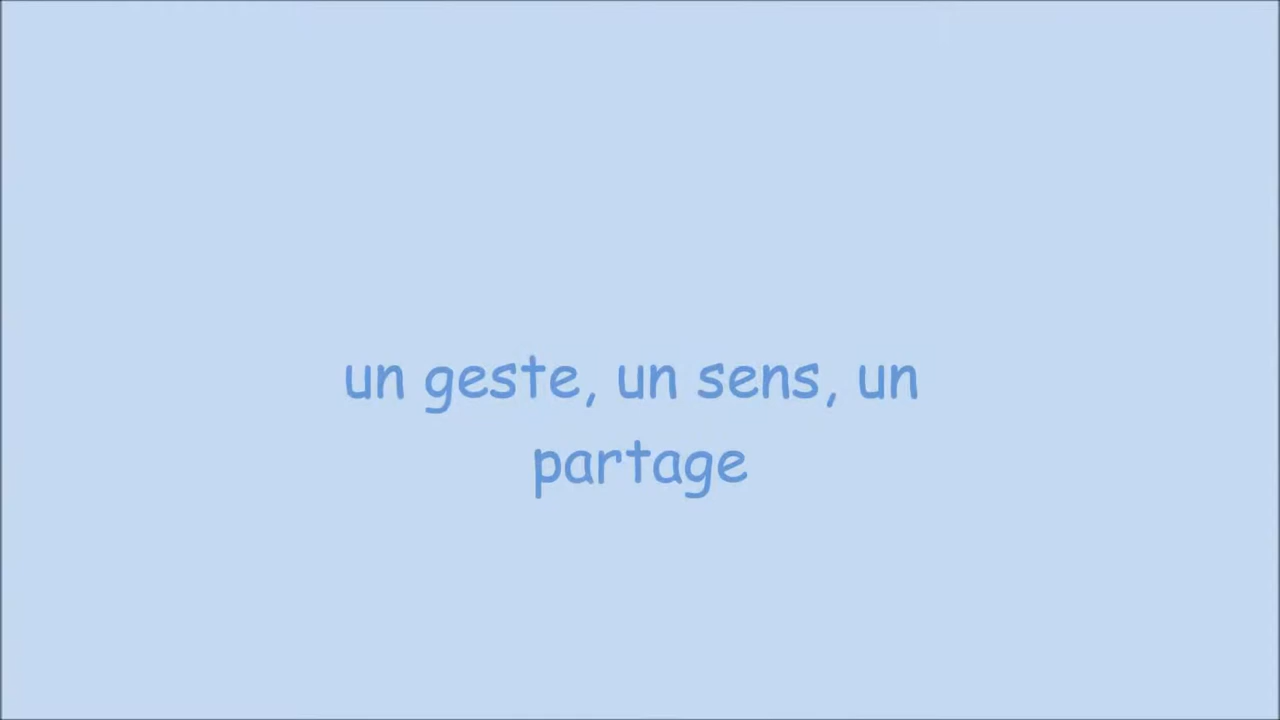 un geste, un sens, un
partage